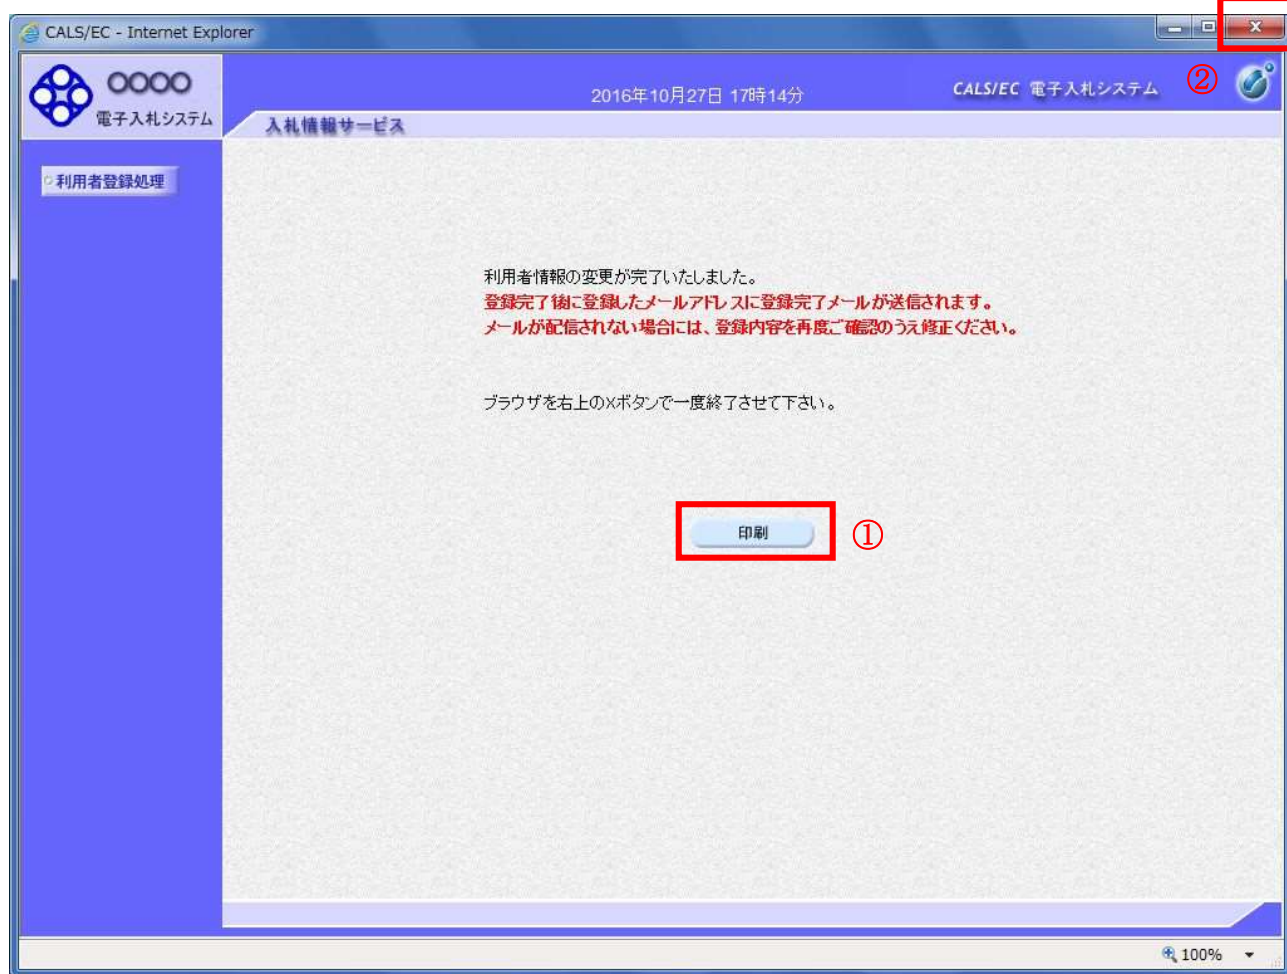 CALS/EC - Internet Explorer
○○○○
電子入札システム
2016年10月27日 17時14分
CALS/EC 電子入札システム
②
入札情報サービス
利用者登録処理
利用者情報の変更が完了いたしました。
登録完了後に登録したメールアドレスに登録完了メールが送信されます。
メールが配信されない場合には、登録内容を再度ご確認のうえ修正ください。
ブラウザを右上の×ボタンで一度終了させて下さい。
印刷
①
100%